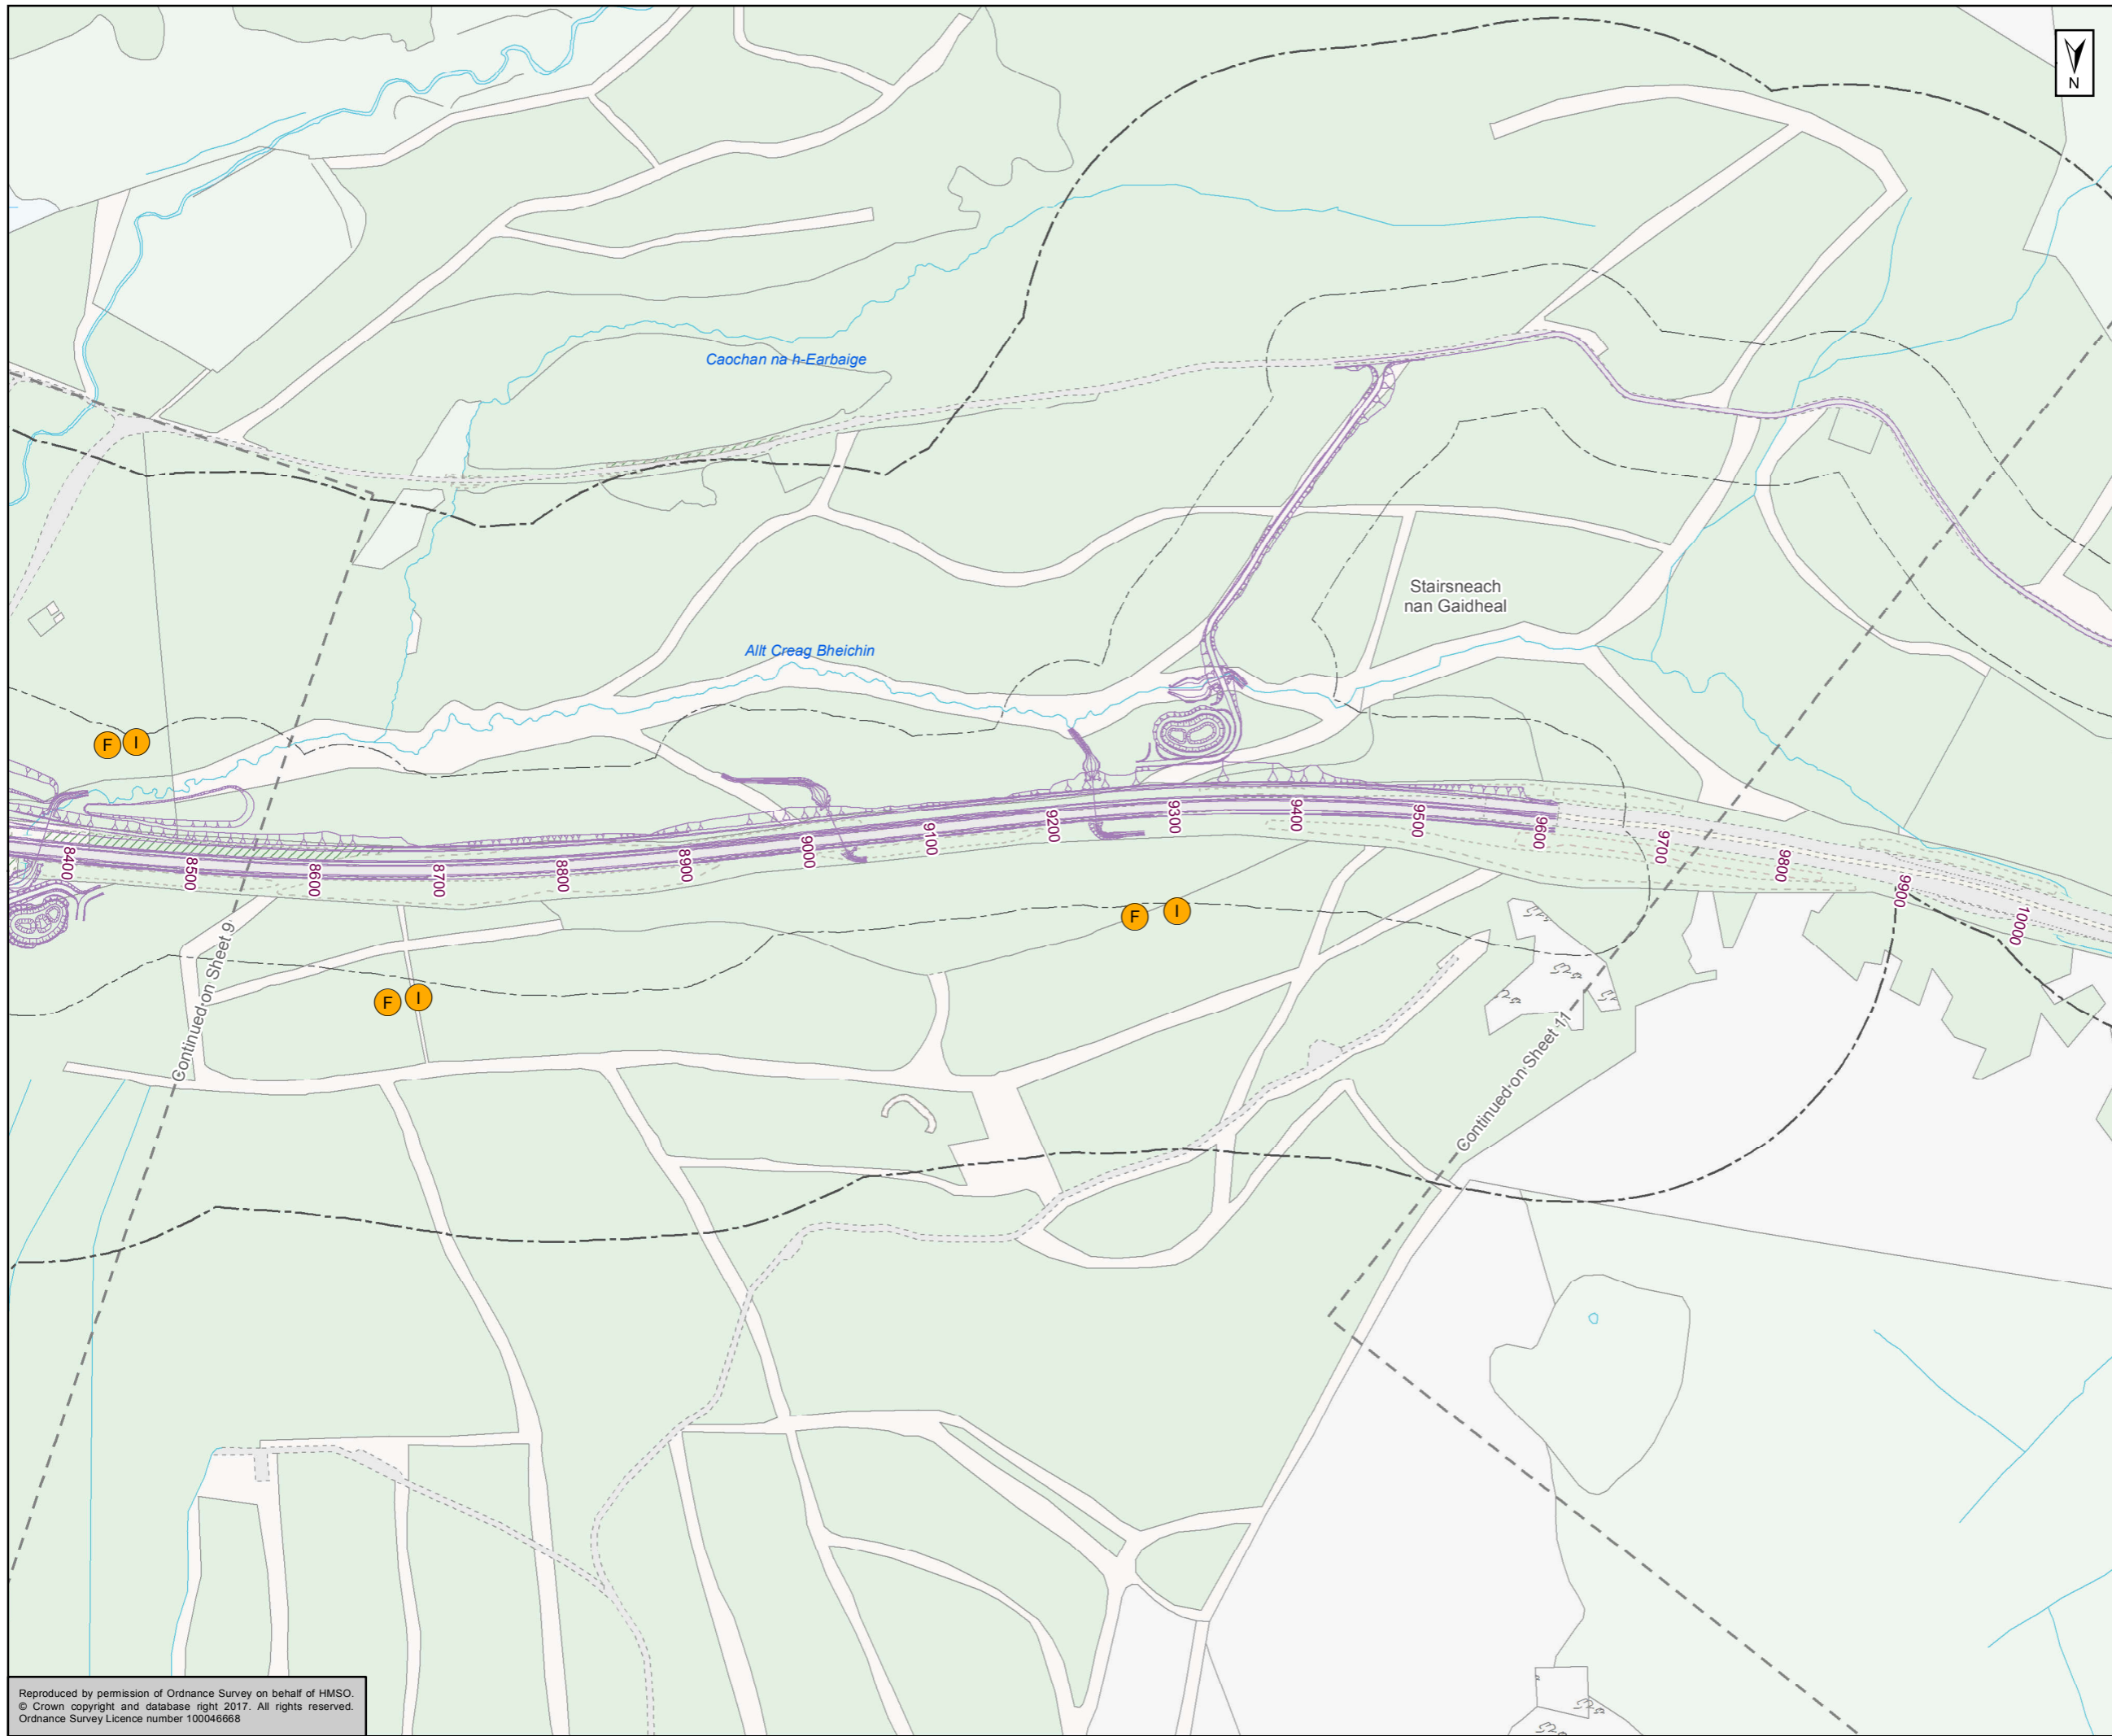 N
Caochan na h-Earbaige
Stairsneach
nan Gaidheal
Allt Creag Bheichin
F
I
8400
8500
8600
8700
8800
8900
9000
9100
9200
9300
9400
9500
9600
9700
9800
9900
10000
F
I
F
I
Continued on Sheet 9
Continued on Sheet 11
Reproduced by permission of Ordnance Survey on behalf of HMSO.
© Crown copyright and database right 2017. All rights reserved.
Ordnance Survey Licence number 100046668